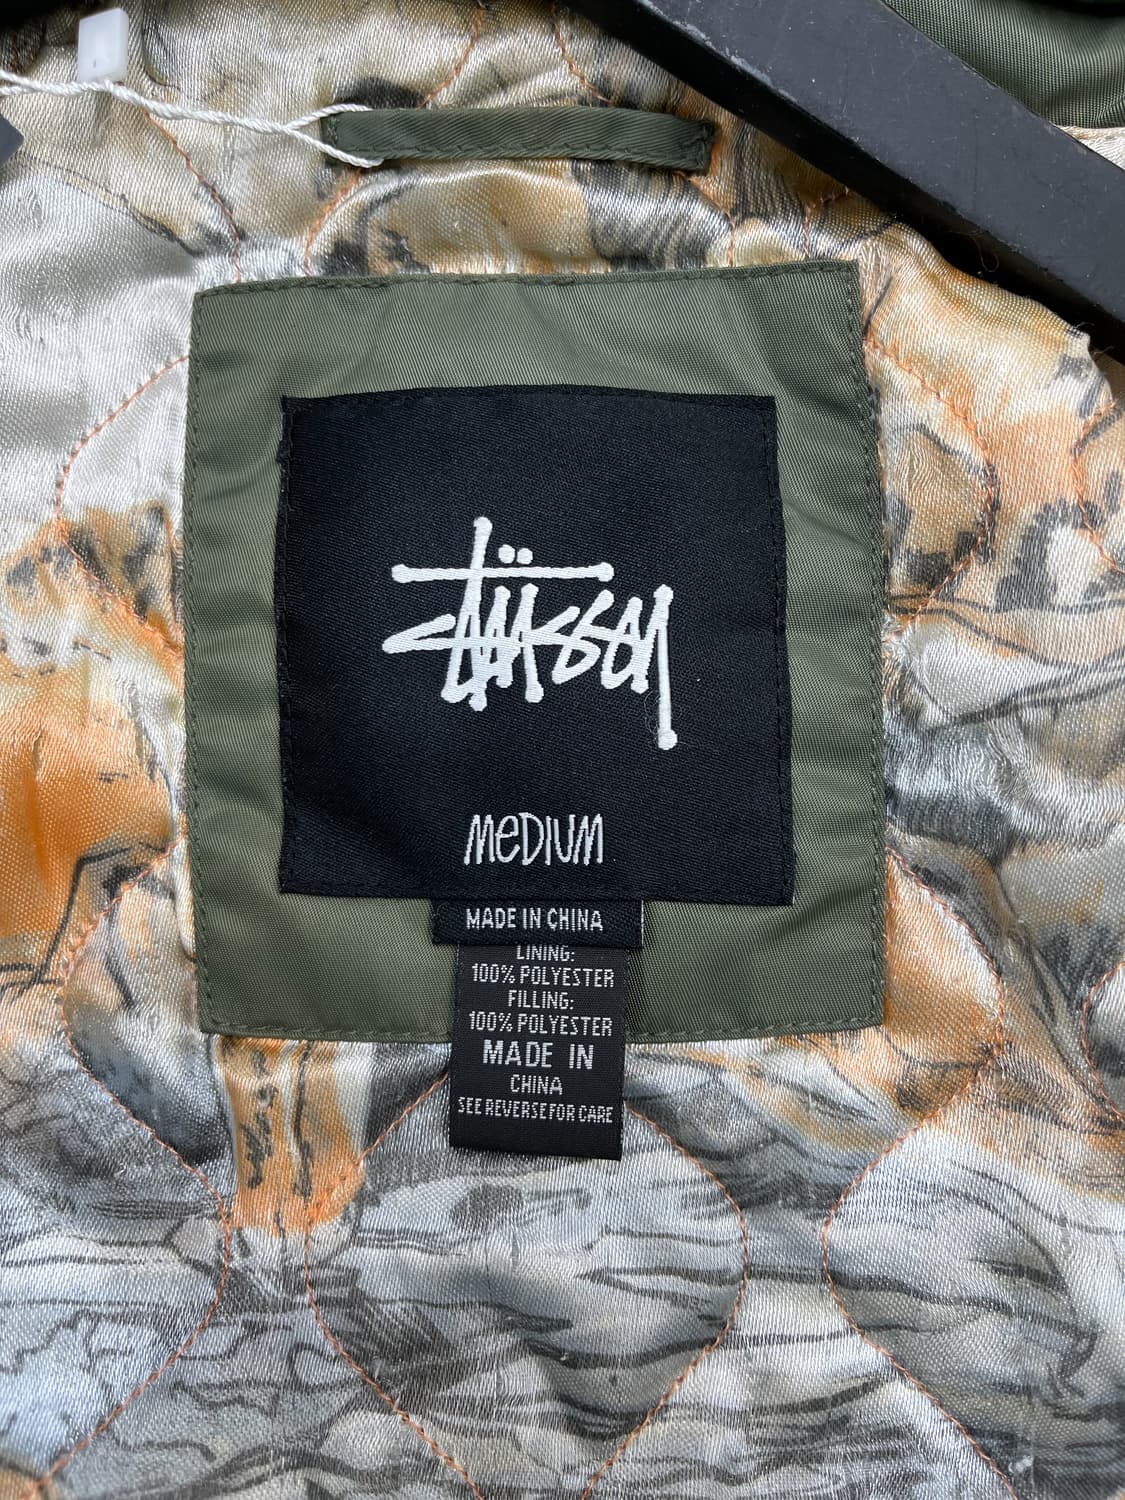 Stüssy
MEDIUM
MADE IN CHINA
LINING:
100% POLYESTER
FILLING:
100% POLYESTER
MADE IN
CHINA
SEE REVERSE FOR CARE